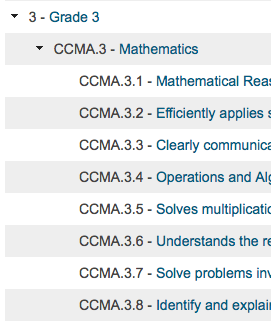 3 - Grade 3
CCMA.3 - Mathematics
CCMA.3.1 - Mathematical Reas
CCMA.3.2 - Efficiently applies s
CCMA.3.3 - Clearly communica
CCMA.3.4 - Operations and Alg
CCMA.3.5 - Solves multiplicatio
CCMA.3.6 - Understands the re
CCMA.3.7 - Solve problems inv
CCMA.3.8 - Identify and explain